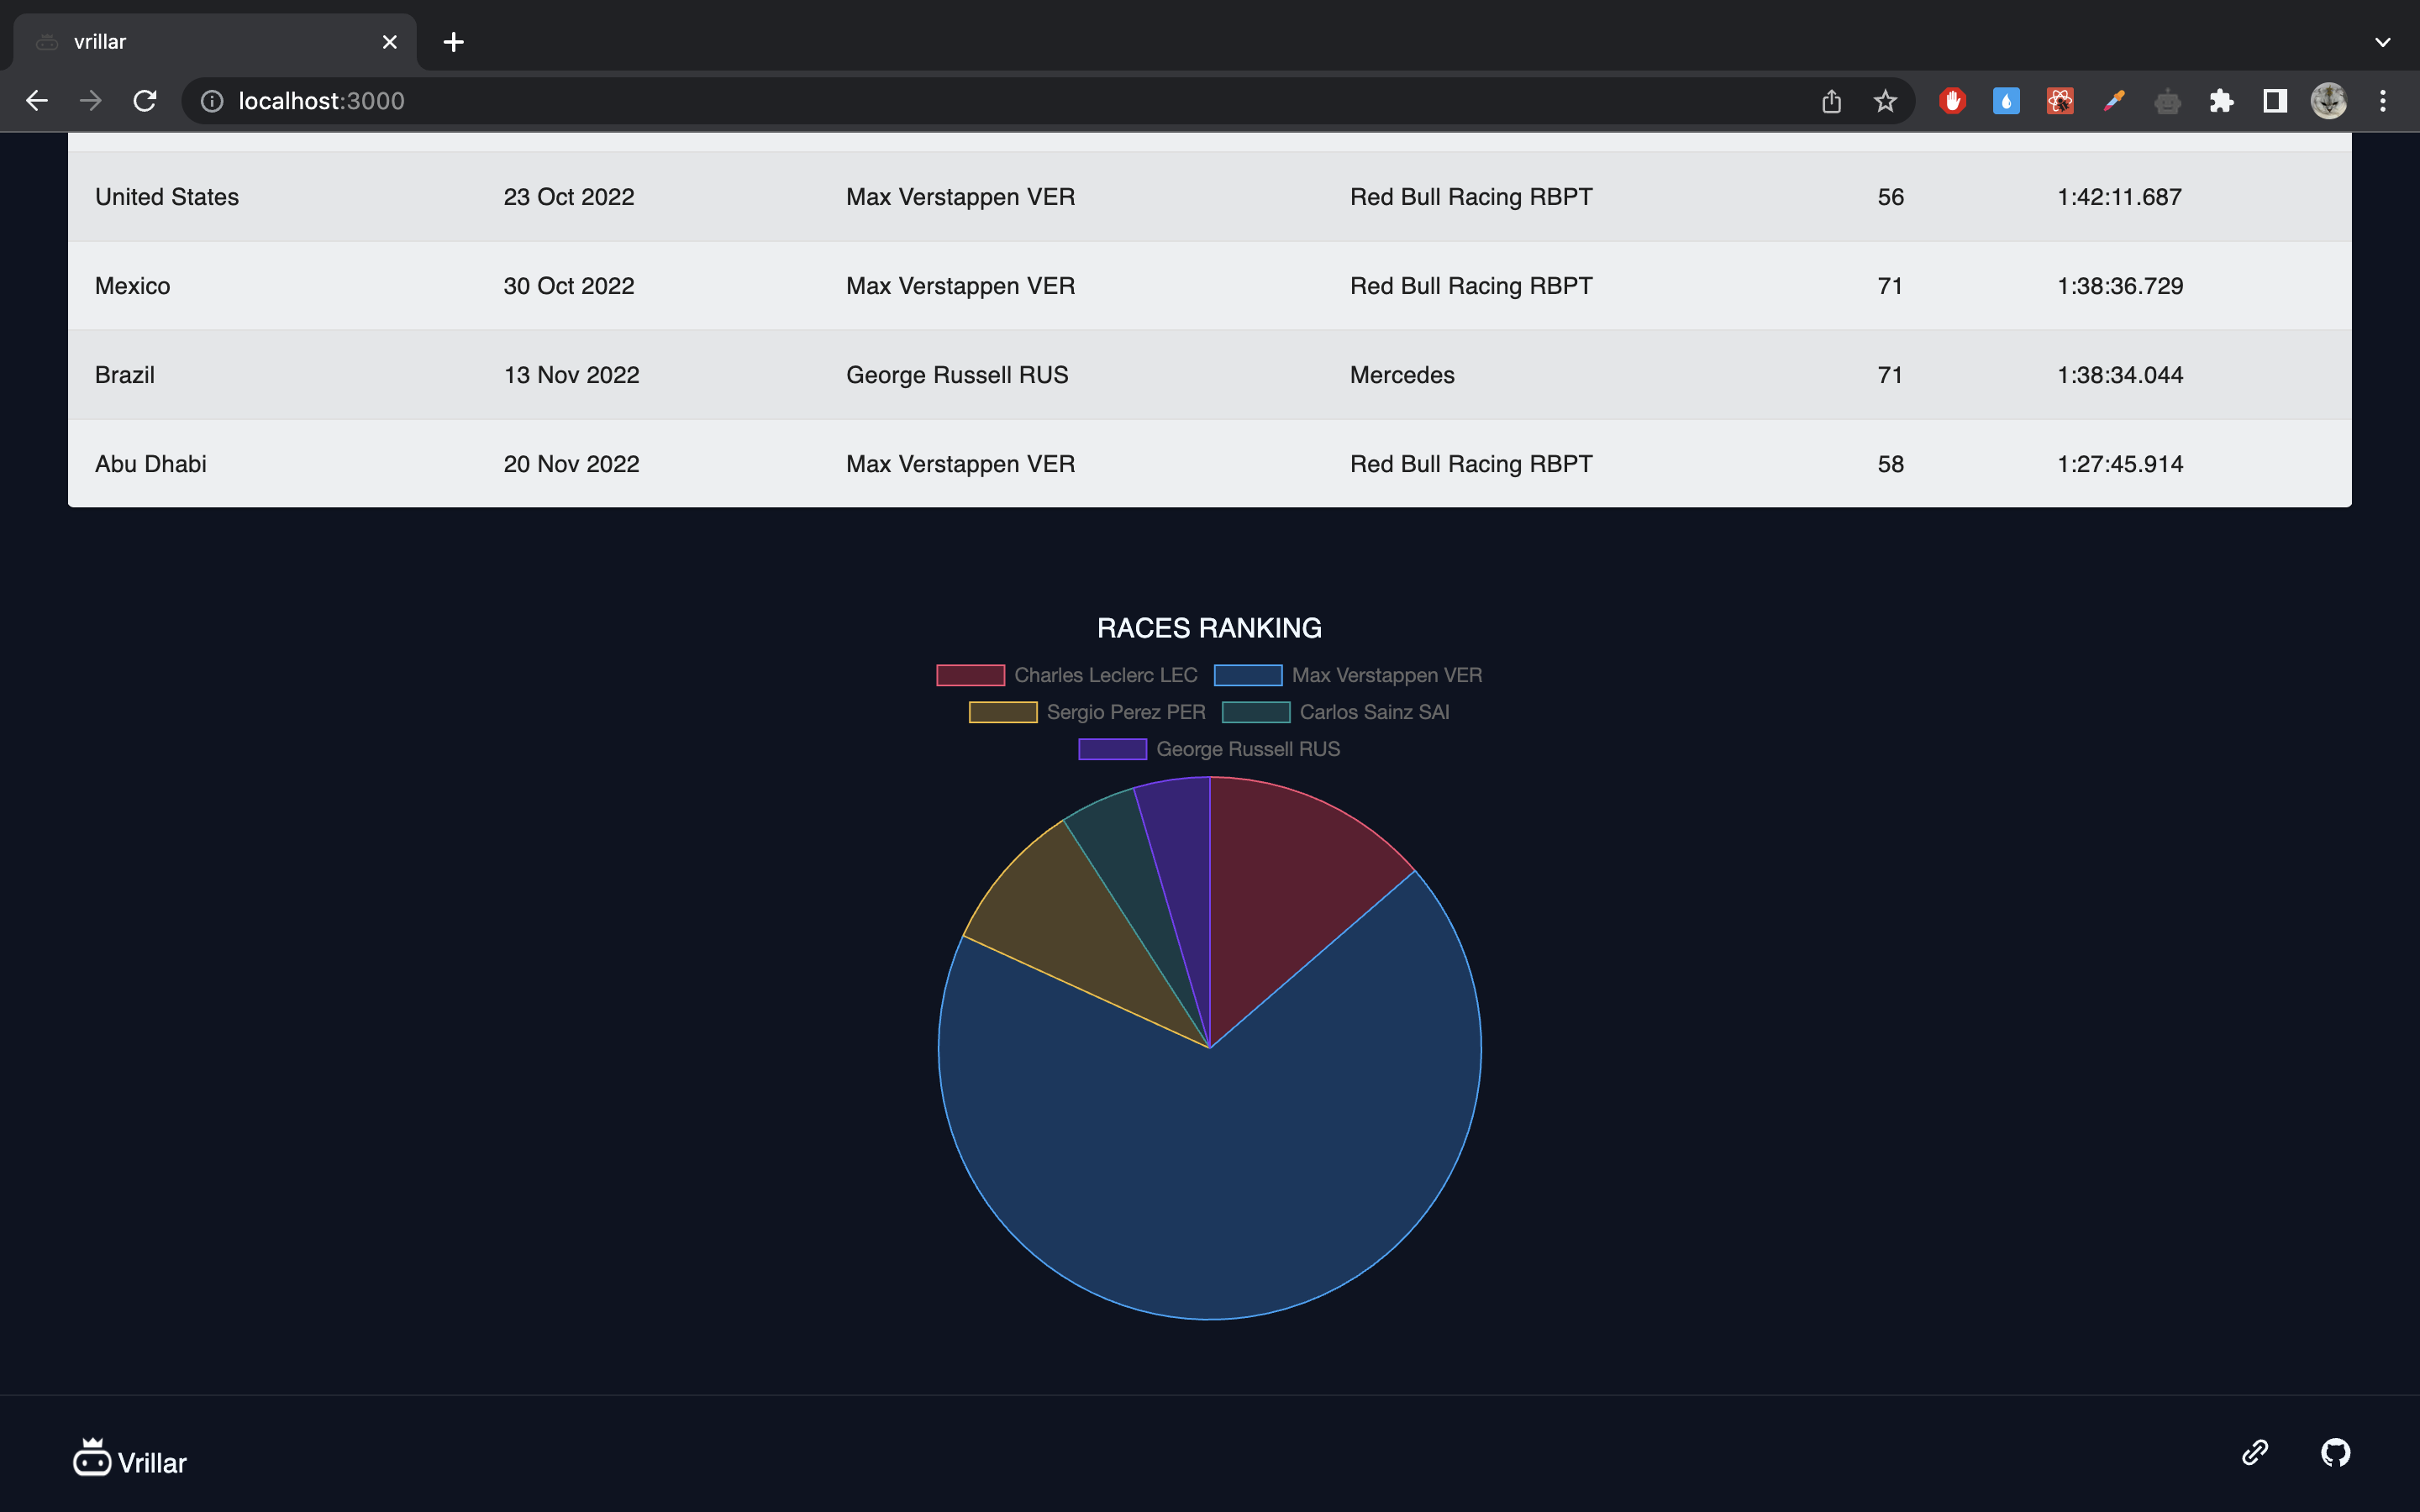 vrillar
localhost:3000
United States 23 Oct 2022 Max Verstappen VER Red Bull Racing RBPT 56 1:42:11.687
Mexico 30 Oct 2022 Max Verstappen VER Red Bull Racing RBPT 71 1:38:36.729
Brazil 13 Nov 2022 George Russell RUS Mercedes 71 1:38:34.044
Abu Dhabi 20 Nov 2022 Max Verstappen VER Red Bull Racing RBPT 58 1:27:45.914
RACES RANKING
Charles Leclerc LEC Max Verstappen VER
Sergio Perez PER Carlos Sainz SAI
George Russell RUS
Vrillar